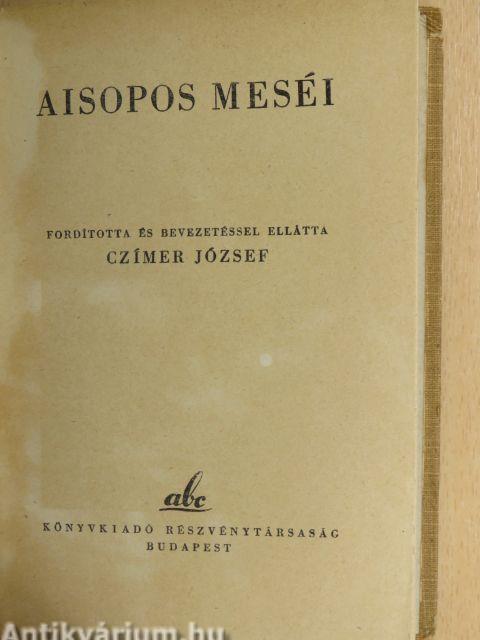 AISOPOS MESÉI
FORDÍTOTTA ÉS BEVEZETÉSSEL ELLÁTTA
CZÍMER JÓZSEF
abc
KÖNYVKIADÓ RÉSZVÉNYTÁRSASÁG
BUDAPEST
Antikvárium.hu